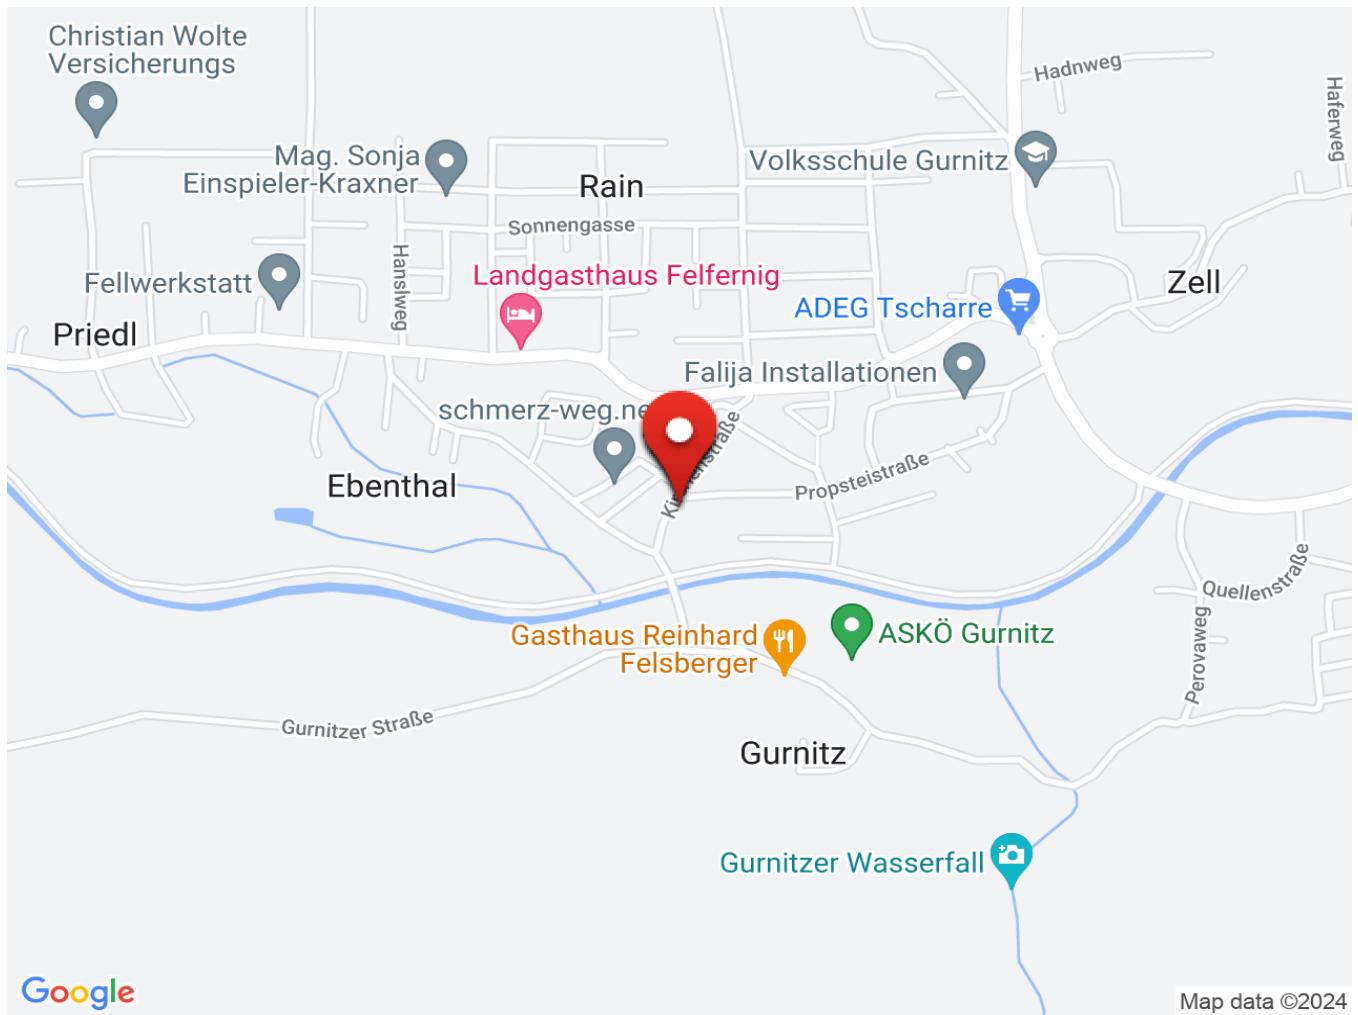 Christian Wolte
Versicherungs
Hadnweg
Haferweg
Mag. Sonja
Einspieler-Kraxner
Rain
Volksschule Gurnitz
Sonnengasse
Hanslweg
Fellwerkstatt
Landgasthaus Felfernig
Zell
ADEG Tscharre
Priedl
Falija Installationen
schmerz-weg.ne
Ebenthal
Propsteistraße
Quellenstraße
Perovaweg
Gasthaus Reinhard
Felsberger
ASKÖ Gurnitz
Gurnitzer Straße
Gurnitz
Gurnitzer Wasserfall
Google
Map data ©2024